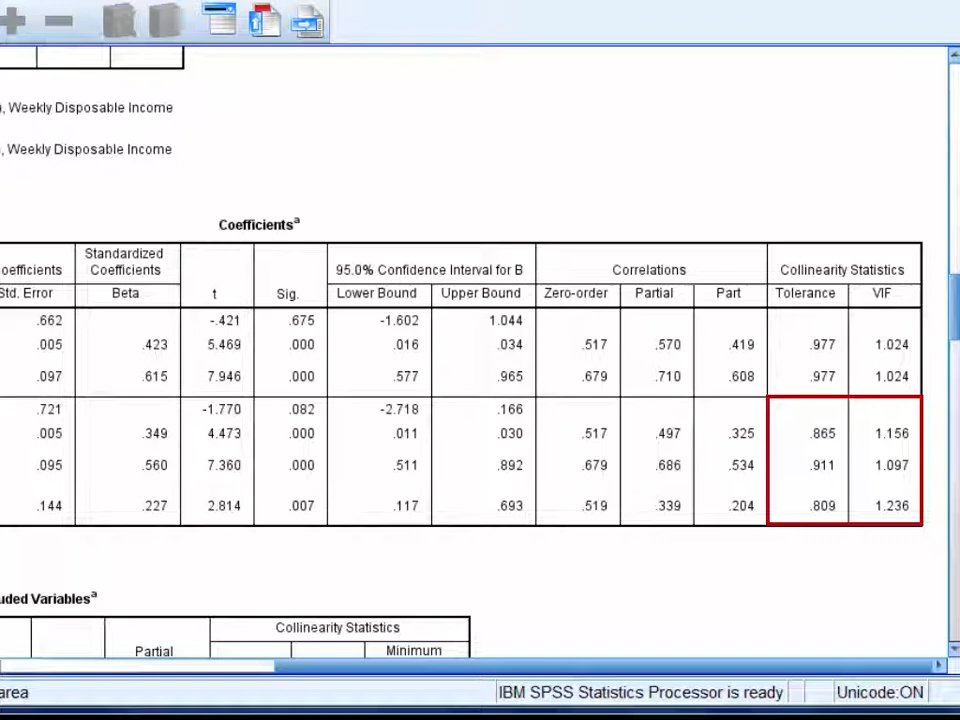 ), Weekly Disposable Income
, Weekly Disposable Income
Coefficientsa
oefficients Standardized Coefficients t Sig. 95.0% Confidence Interval for B Correlations Collinearity Statistics
Std. Error Beta Lower Bound Upper Bound Zero-order Partial Part Tolerance VIF
.662 -.421 .675 -1.602 1.044
.005 .423 5.469 .000 .016 .034 .517 .570 .419 .977 1.024
.097 .615 7.946 .000 .577 .965 .679 .710 .608 .977 1.024
.721 -1.770 .082 -2.718 .166
.005 .349 4.473 .000 .011 .030 .517 .497 .325 .865 1.156
.095 .560 7.360 .000 .511 .892 .679 .686 .534 .911 1.097
.144 .227 2.814 .007 .117 .693 .519 .339 .204 .809 1.236
uded Variablesa
Collinearity Statistics
Partial Minimum
area IBM SPSS Statistics Processor is ready Unicode:ON